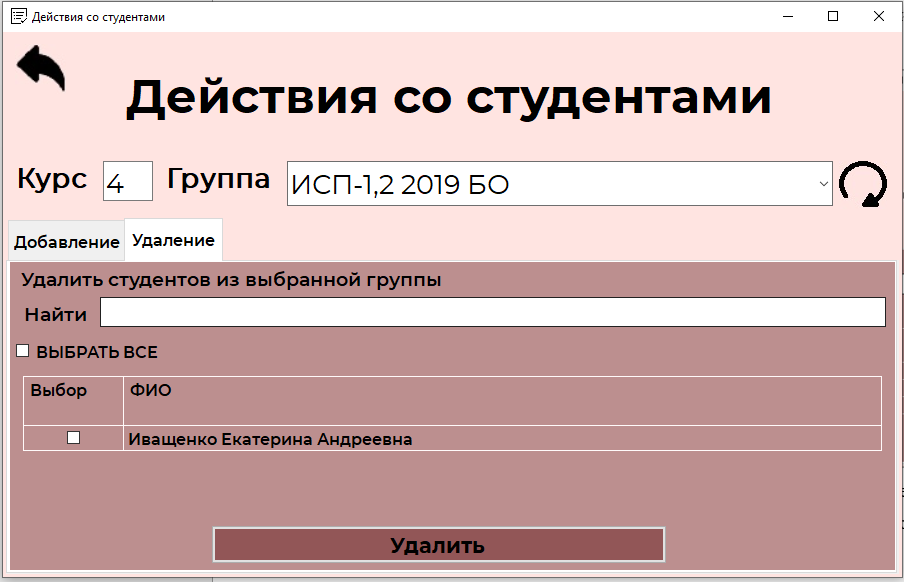 Действия со студентами
Действия со студентами
Курс 4 Группа ИСП-1,2 2019 БО
Добавление Удаление
Удалить студентов из выбранной группы
Найти
ВЫБРАТЬ ВСЕ
Выбор ФИО
Иващенко Екатерина Андреевна
Удалить